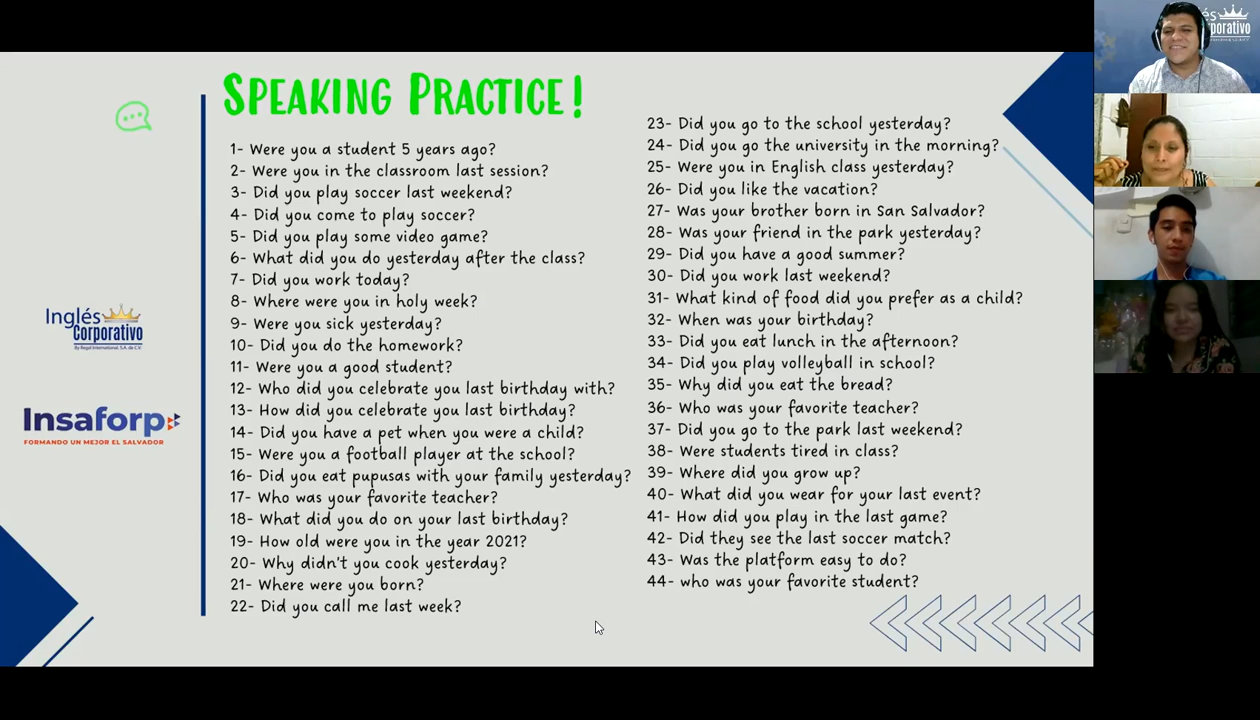 SPEAKING PRACTICE!
1- Were you a student 5 years ago?
2- Were you in the classroom last session?
3- Did you play soccer last weekend?
4- Did you come to play soccer?
5- Did you play some video game?
6- What did you do yesterday after the class?
7- Did you work today?
8- Where were you in holy week?
9- Were you sick yesterday?
10- Did you do the homework?
11- Were you a good student?
12- Who did you celebrate you last birthday with?
13- How did you celebrate you last birthday?
14- Did you have a pet when you were a child?
15- Were you a football player at the school?
16- Did you eat pupusas with your family yesterday?
17- Who was your favorite teacher?
18- What did you do on your last birthday?
19- How old were you in the year 2021?
20- Why didn't you cook yesterday?
21- Where were you born?
22- Did you call me last week?
23- Did you go to the school yesterday?
24- Did you go the university in the morning?
25- Were you in English class yesterday?
26- Did you like the vacation?
27- Was your brother born in San Salvador?
28- Was your friend in the park yesterday?
29- Did you have a good summer?
30- Did you work last weekend?
31- What kind of food did you prefer as a child?
32- When was your birthday?
33- Did you eat lunch in the afternoon?
34- Did you play volleyball in school?
35- Why did you eat the bread?
36- Who was your favorite teacher?
37- Did you go to the park last weekend?
38- Were students tired in class?
39- Where did you grow up?
40- What did you wear for your last event?
41- How did you play in the last game?
42- Did they see the last soccer match?
43- Was the platform easy to do?
44- who was your favorite student?
Inglés
Corporativo
By Regal International, S.A. de C.V.
Insaforp
FORMANDO UN MEJOR EL SALVADOR
és
porativo